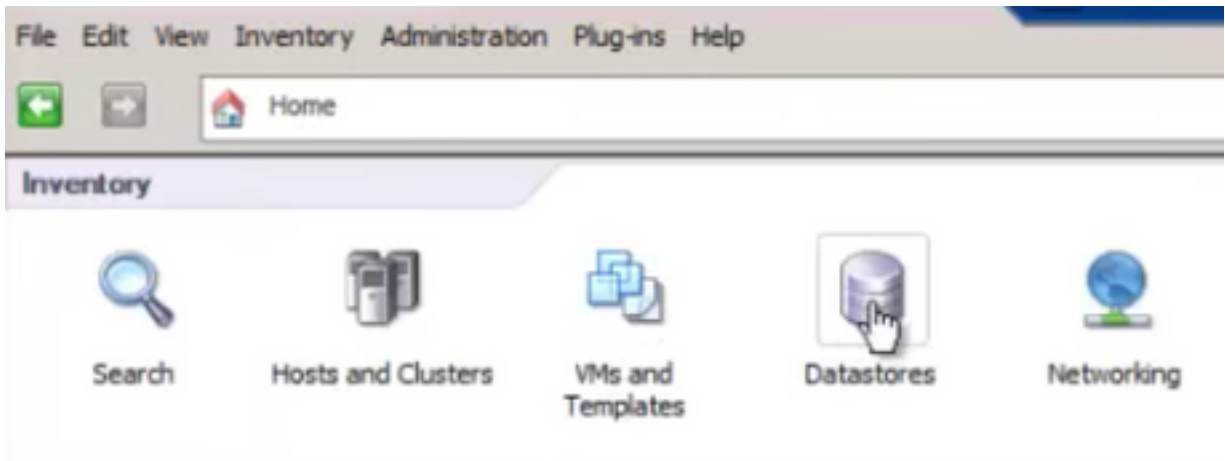 File Edit View Inventory Administration Plug-ins Help
Home
Inventory
Search
Hosts and Clusters
VMs and
Templates
Datastores
Networking